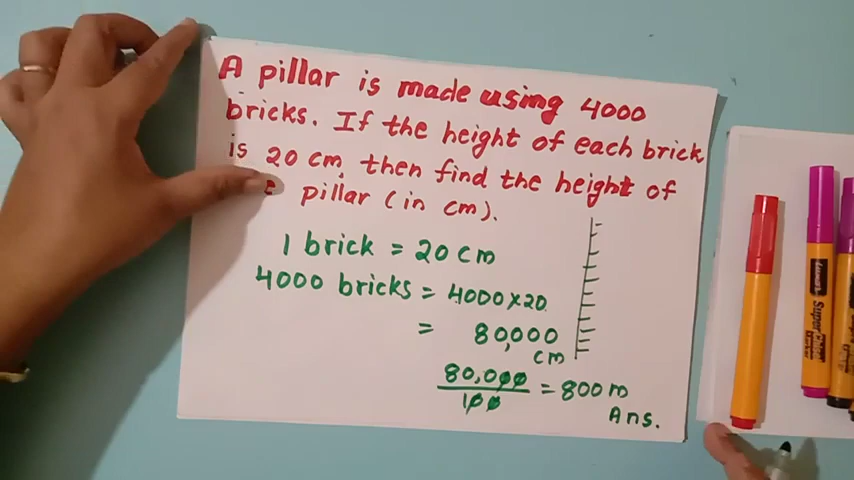 A pillar is made using 4000
bricks. If the height of each brick
is 20 cm, then find the height of
pillar (in cm).
1 brick = 20 cm
4000 bricks = 4000×20
= 80,000
cm
80,000
100
= 800 m
Ans.
Luxor